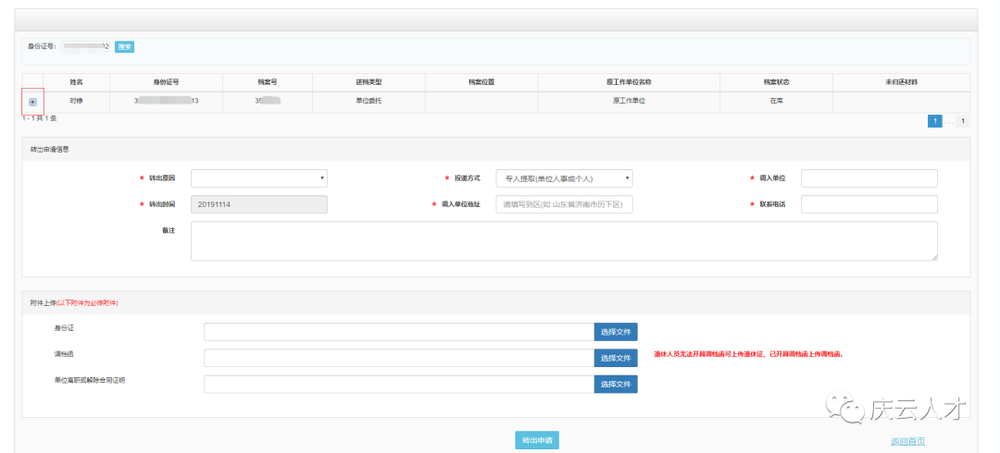 身份证号: 02 搜索
姓名 身份证号 档案号 送档类型 档案位置 原工作单位名称 档案状态 未归还材料
时铮 3 13 35 单位委托 原工作单位 在库
1 - 1 共 1 条
1 ... 1
转出申请信息
* 转出原因 * 投递方式 专人提取(单位人事或个人) * 调入单位
* 转出时间 20191114 * 调入单位地址 请填写到区(如:山东省济南市历下区) * 联系电话
备注
附件上传(以下附件为必传附件)
身份证 选择文件
调档函 选择文件 退休人员无法开具调档函可上传退休证，已开具调档函上传调档函。
单位离职或解除合同证明 选择文件
庆云人才
转出申请 返回首页